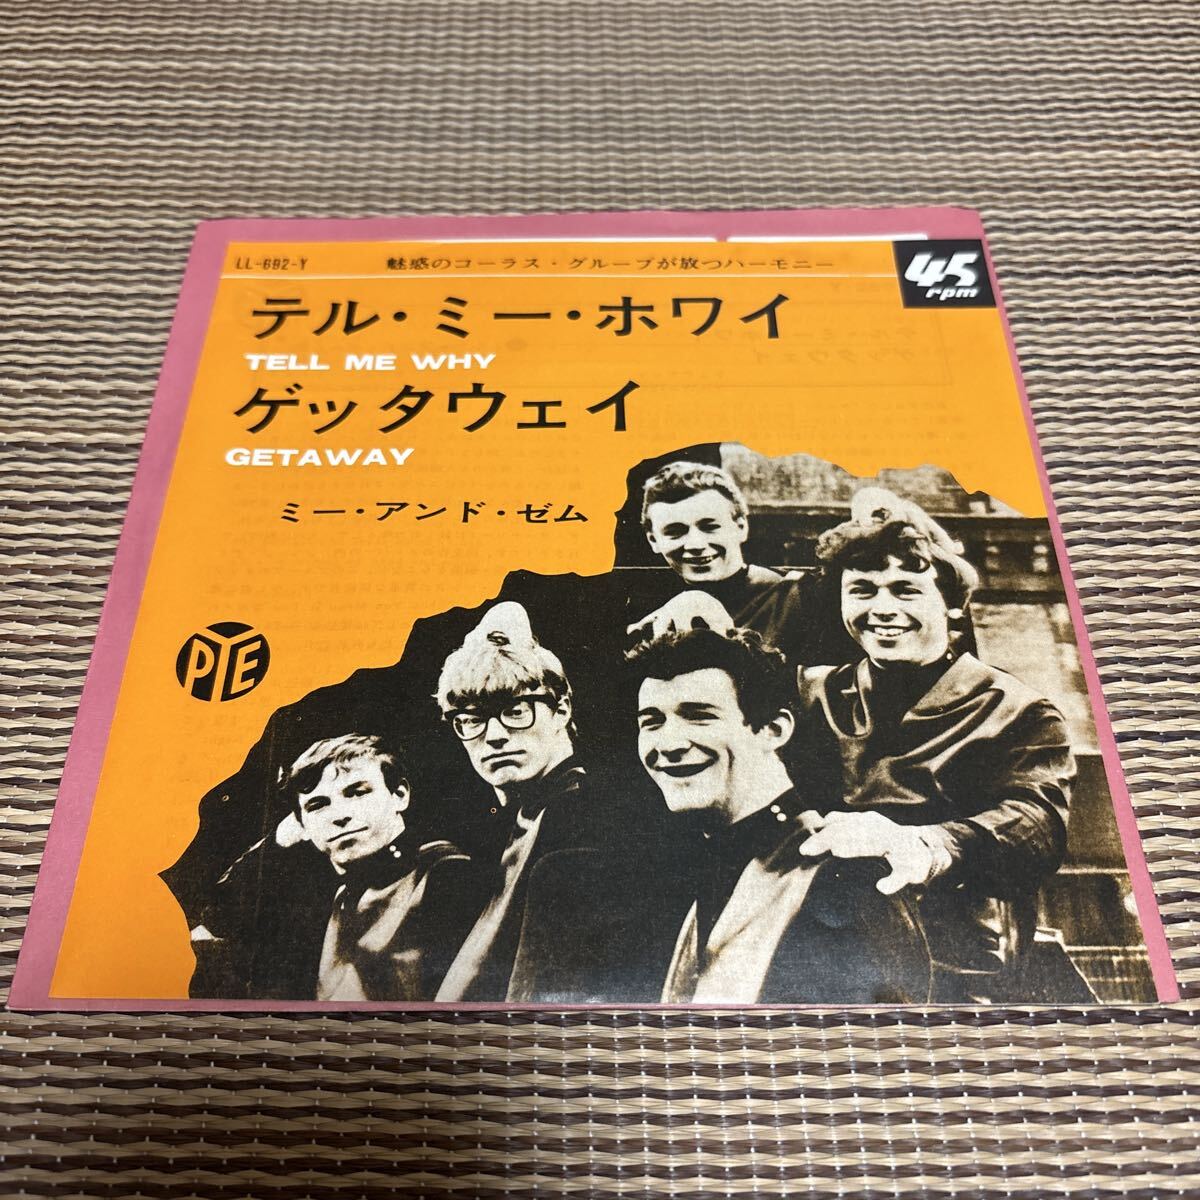 LL-692-Y 魅惑のコーラス・グループが放つハーモニー
45 rpm
テル・ミー・ホワイ
TELL ME WHY
ゲッタウェイ
GETAWAY
ミー・アンド・ゼム
PYE